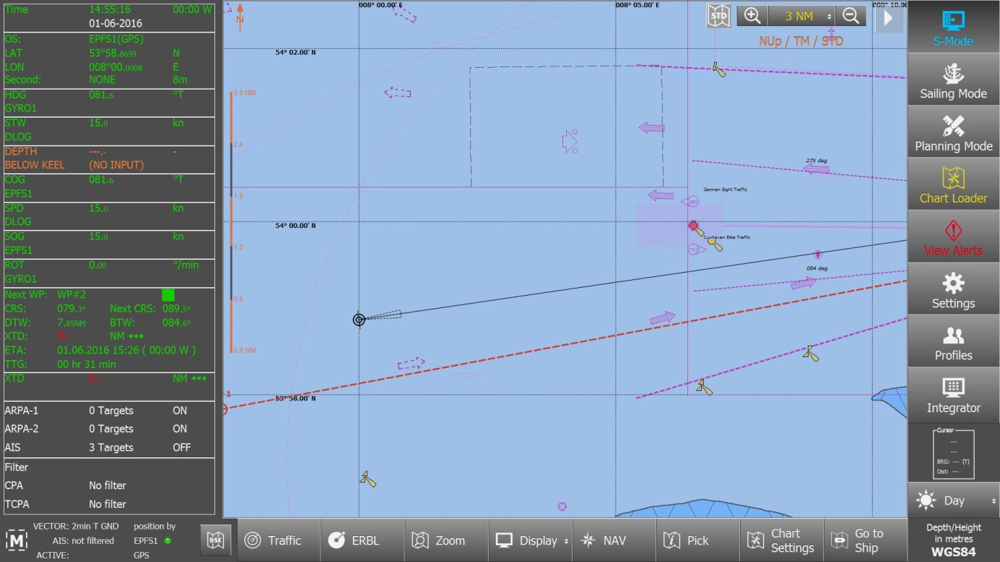 Time 14:55:16 00:00 W
01-06-2016
OS: EPFS1(GPS)
LAT 53°58.8659 N
LON 008°00.0008 E
Second: NONE 8m
HDG 081.6 °T
GYRO1
STW 15.0 kn
DLOG
DEPTH ---.- -
BELOW KEEL (NO INPUT)
COG 081.6 °T
EPFS1
SPD 15.0 kn
DLOG
SOG 15.0 kn
EPFS1
ROT 0.00 °/min
GYRO1
Next WP: WP#2
CRS: 079.3° Next CRS: 089.5°
DTW: 7.85NM BTW: 084.6°
XTD: 0.7 NM
ETA: 01.06.2016 15:26 ( 00:00 W )
TTG: 00 hr 31 min
XTD 0.7 NM
ARPA-1 0 Targets ON
ARPA-2 0 Targets ON
AIS 3 Targets OFF
Filter
CPA No filter
TCPA No filter
VECTOR: 2min T GND position by
M AIS: not filtered EPFS1
ACTIVE: GPS
008° 00.00' E 008° 05.00' E 008° 10.00
N
STD 3 NM
NUp / TM / STD
54° 02.00' N
3.0 NM
2.4
275 deg
German Bight Traffic
1.8
54° 00.00' N
Cuxhaven Elbe Traffic
1.2
084 deg
0.6
0.0 NM
1
53° 58.00' N
BSE Traffic ERBL Zoom Display NAV Pick Chart Settings Go to Ship
S-Mode
Sailing Mode
Planning Mode
Chart Loader
View Alerts
Settings
Profiles
Integrator
Cursor
---
---
BRG: --- (T)
Dist: ---
Day
Depth/Height
in metres
WGS84